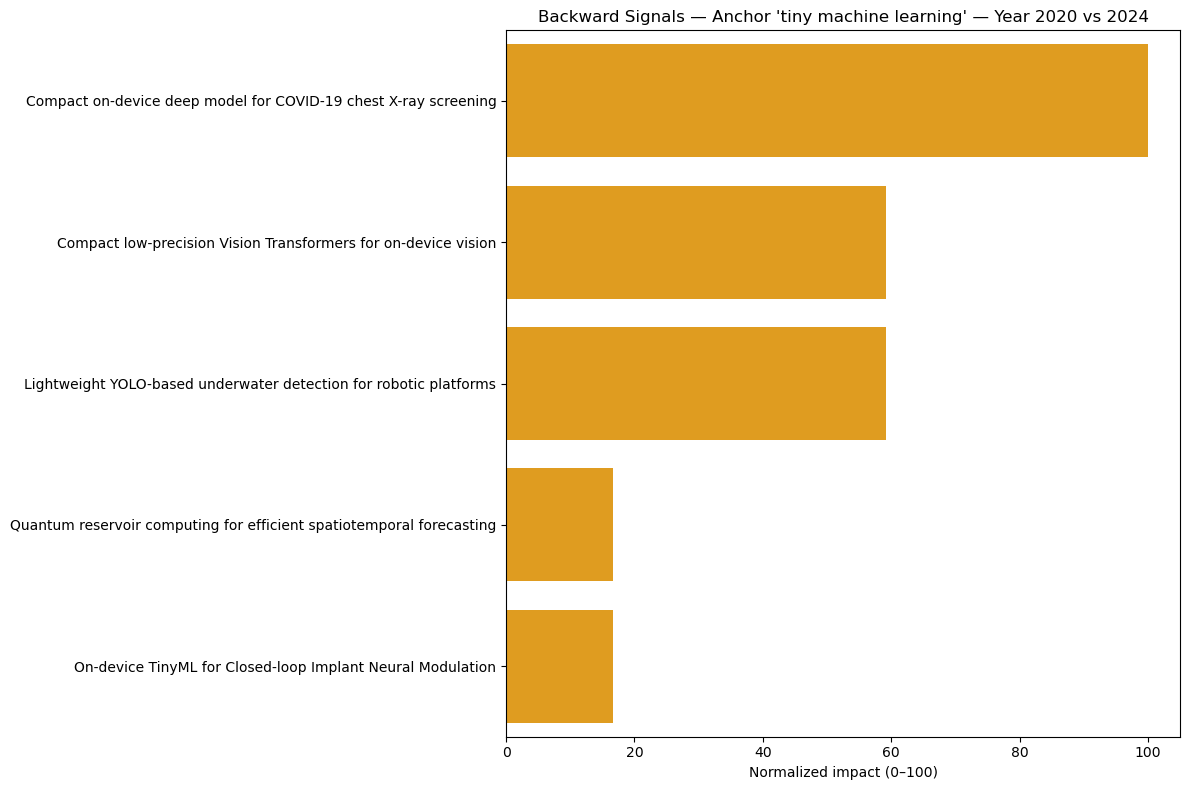 Backward Signals — Anchor 'tiny machine learning' — Year 2020 vs 2024
Compact on-device deep model for COVID-19 chest X-ray screening
Compact low-precision Vision Transformers for on-device vision
Lightweight YOLO-based underwater detection for robotic platforms
Quantum reservoir computing for efficient spatiotemporal forecasting
On-device TinyML for Closed-loop Implant Neural Modulation
0 20 40 60 80 100
Normalized impact (0–100)